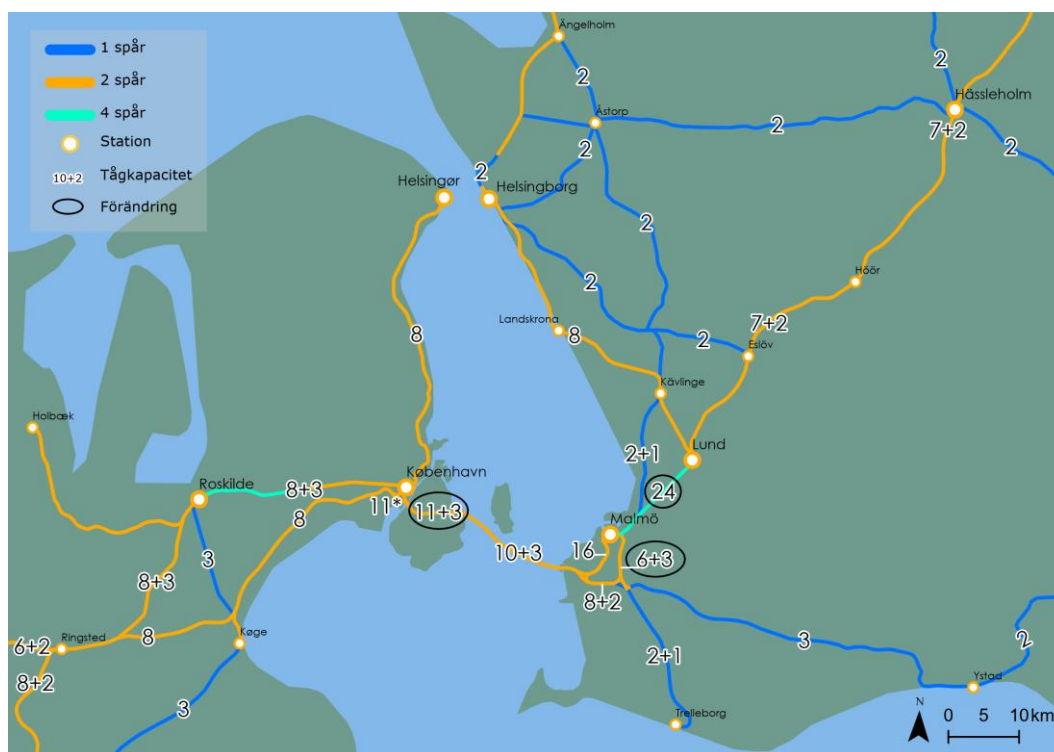 1 spår
2 spår
4 spår
Station
10+2 Tågkapacitet
Förändring
Ängelholm
2
2
Hässleholm
7+2
Åstorp
2
2
2
2
Helsingør
Helsingborg
2
Höör
2
Landskrona
8
8
2
7+2
Eslöv
Kävlinge
Holbæk
2+1
Lund
24
København
Roskilde
8+3
11*
11+3
8
Malmö
10+3
16
6+3
8+2
3
8+3
3
2
8
Køge
Ringsted
6+2
8+2
2+1
Ystad
3
Trelleborg
N
0 5 10 km